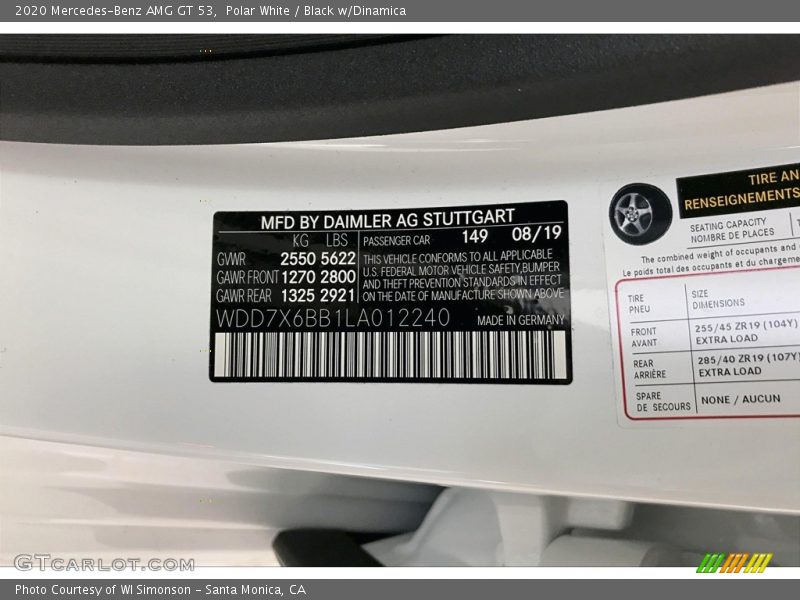 2020 Mercedes-Benz AMG GT 53, Polar White / Black w/Dinamica
MFD BY DAIMLER AG STUTTGART
KG LBS PASSENGER CAR 149 08/19
GVWR 2550 5622
GAWR FRONT 1270 2800
GAWR REAR 1325 2921
THIS VEHICLE CONFORMS TO ALL APPLICABLE
U.S. FEDERAL MOTOR VEHICLE SAFETY,BUMPER
AND THEFT PREVENTION STANDARDS IN EFFECT
ON THE DATE OF MANUFACTURE SHOWN ABOVE
WDD7X6BB1LA012240 MADE IN GERMANY
TIRE AN
RENSEIGNEMENTS
SEATING CAPACITY
NOMBRE DE PLACES
The combined weight of occupants and
Le poids total des occupants et du chargeme
TIRE SIZE
PNEU DIMENSIONS
FRONT 255/45 ZR19 (104Y)
AVANT EXTRA LOAD
REAR 285/40 ZR19 (107Y)
ARRIÈRE EXTRA LOAD
SPARE NONE / AUCUN
DE SECOURS
GTCARLOT.COM
Photo Courtesy of WI Simonson - Santa Monica, CA